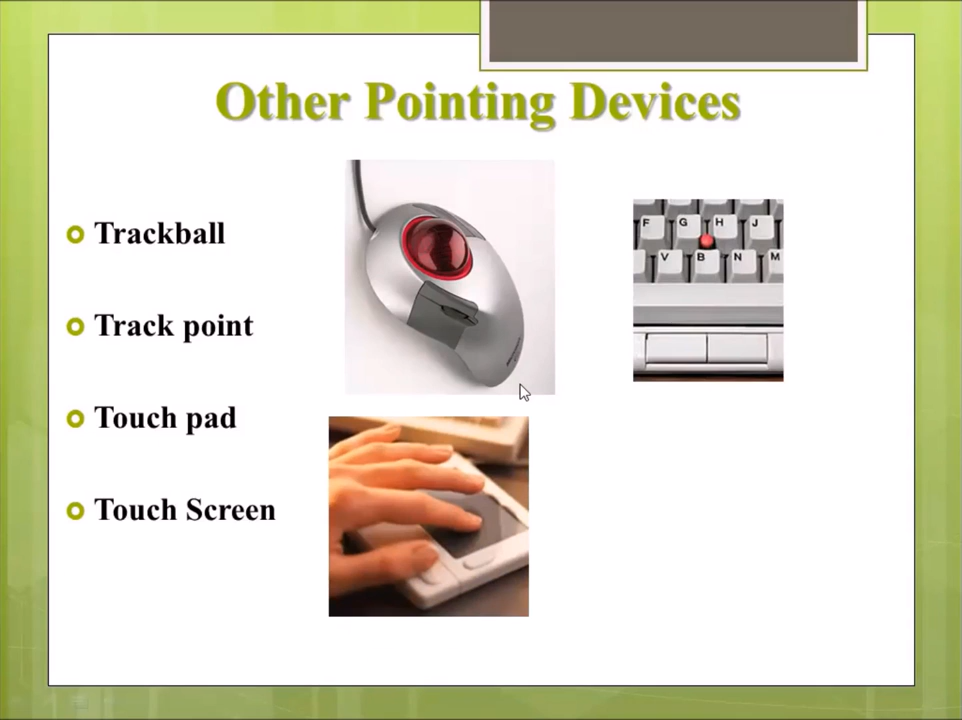 Other Pointing Devices
Trackball
Track point
Touch pad
Touch Screen
F G H J
V B N M